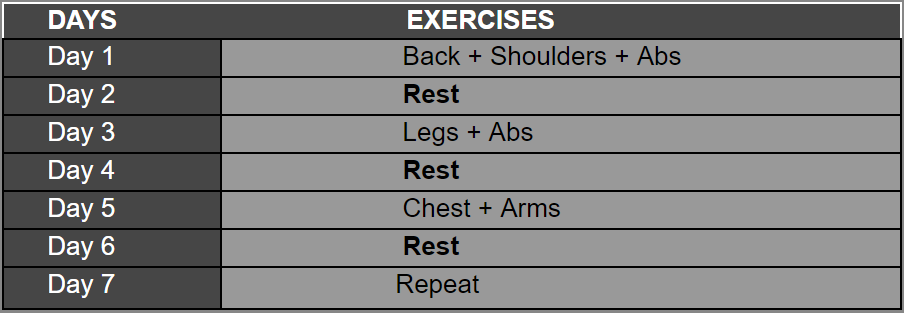 DAYS EXERCISES
Day 1 Back + Shoulders + Abs
Day 2 Rest
Day 3 Legs + Abs
Day 4 Rest
Day 5 Chest + Arms
Day 6 Rest
Day 7 Repeat